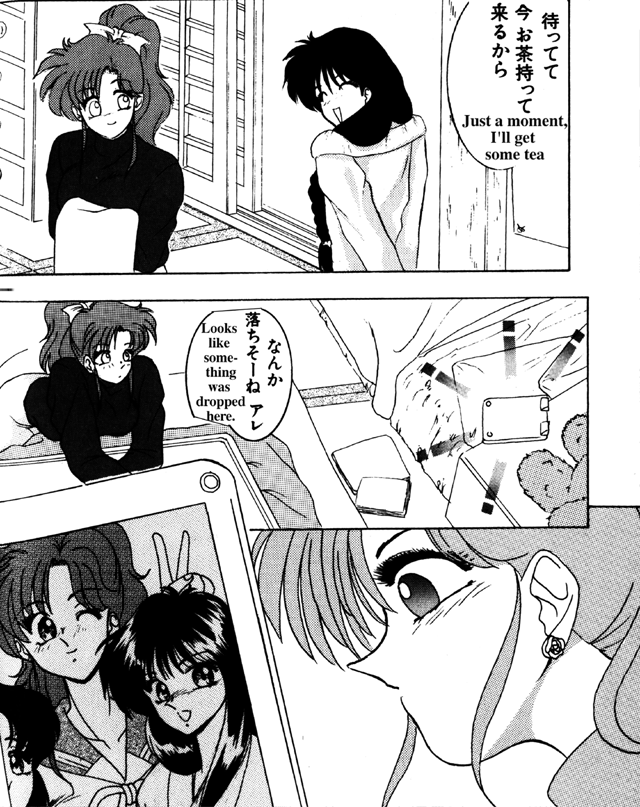 待ってて
今お茶持って
来るから
Just a moment,
I'll get
some tea
なんか
落ちそーね アレ
Looks
like
some-
thing
was
dropped
here.